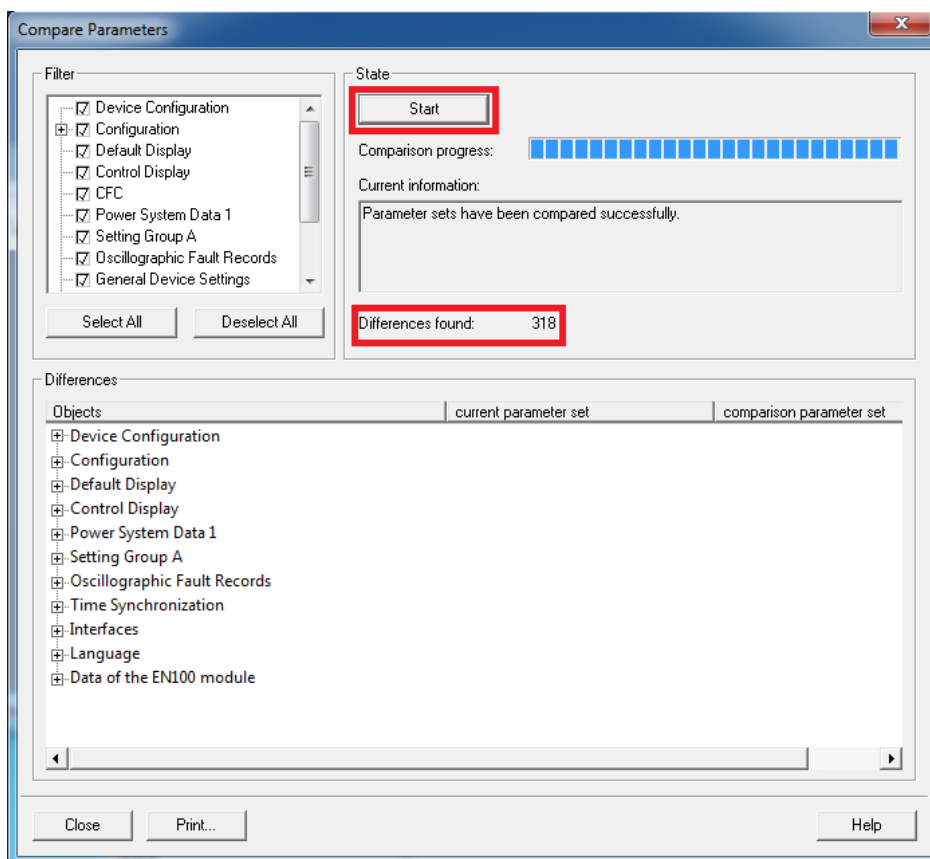 Compare Parameters
Filter
Device Configuration
Configuration
Default Display
Control Display
CFC
Power System Data 1
Setting Group A
Oscillographic Fault Records
General Device Settings
Select All Deselect All
State
Start
Comparison progress:
Current information:
Parameter sets have been compared successfully.
Differences found: 318
Differences
Objects current parameter set comparison parameter set
Device Configuration
Configuration
Default Display
Control Display
Power System Data 1
Setting Group A
Oscillographic Fault Records
Time Synchronization
Interfaces
Language
Data of the EN100 module
Close Print... Help